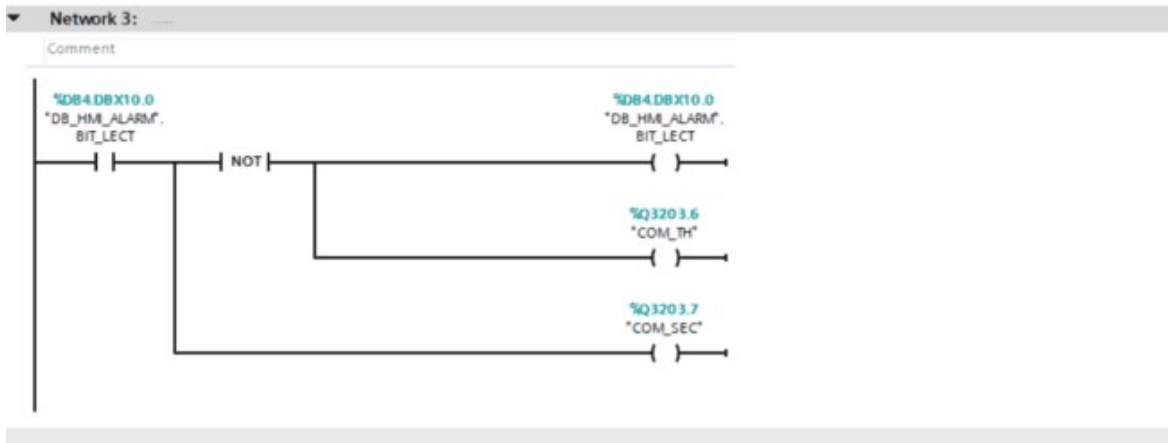 Network 3: .....
Comment
%DB4.DBX10.0
"DB_HMI_ALARM".
BIT_LECT
NOT
%DB4.DBX10.0
"DB_HMI_ALARM".
BIT_LECT
%Q3203.6
"COM_TH"
%Q3203.7
"COM_SEC"